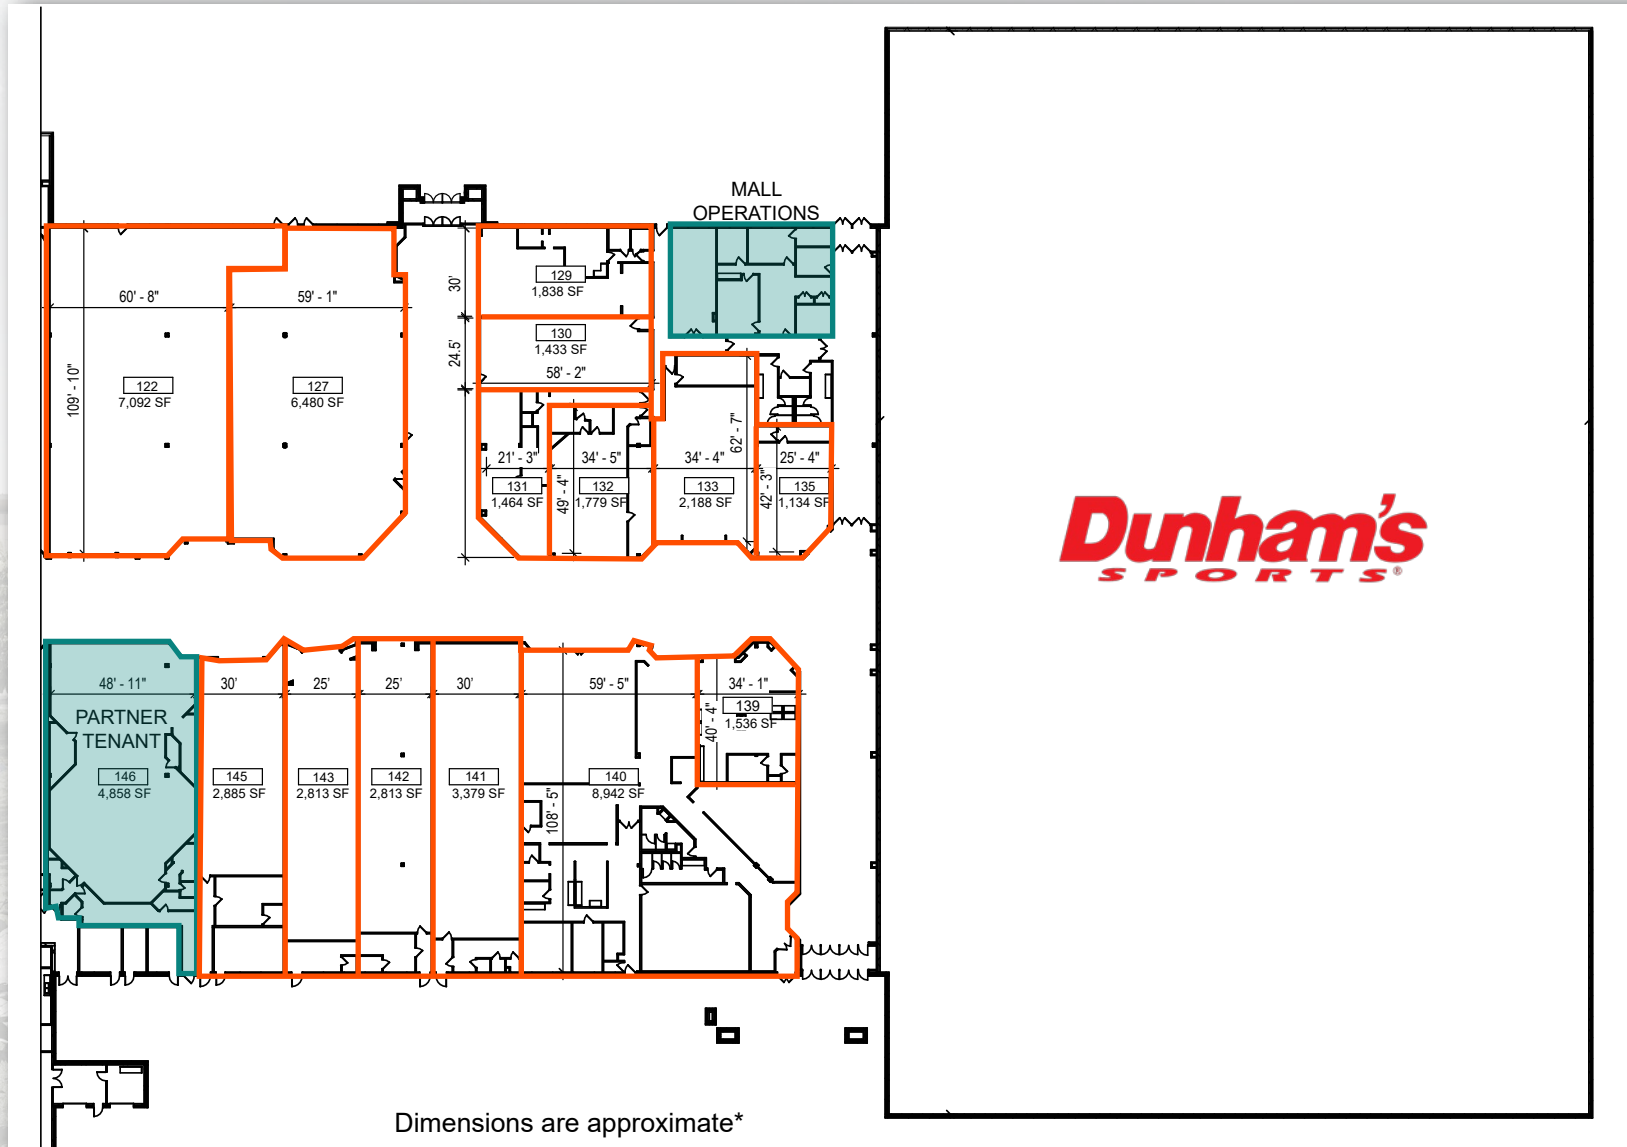 MALL
OPERATIONS
129
1,838 SF
30'
60' - 8"
59' - 1"
130
1,433 SF
24.5'
58' - 2"
109' - 10"
122
7,092 SF
127
6,480 SF
62' - 7"
21' - 3"
34' - 5"
34' - 4"
25' - 4"
131
1,464 SF
49' - 4"
132
1,779 SF
133
2,188 SF
42' - 3"
135
1,134 SF
Dunham's
SPORTS®
48' - 11"
30'
25'
25'
30'
59' - 5"
34' - 1"
PARTNER
TENANT
139
1,536 SF
40' - 4"
146
4,858 SF
145
2,885 SF
143
2,813 SF
142
2,813 SF
141
3,379 SF
140
8,942 SF
108' - 5"
Dimensions are approximate*